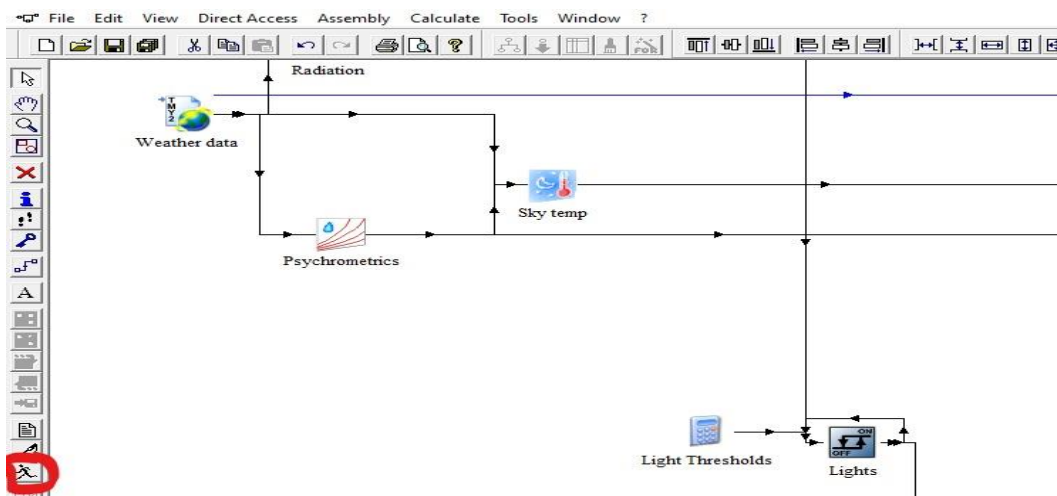 File Edit View Direct Access Assembly Calculate Tools Window ?
Radiation
TMY2
Weather data
Sky temp
Psychrometrics
A
Light Thresholds
ON
OFF
Lights